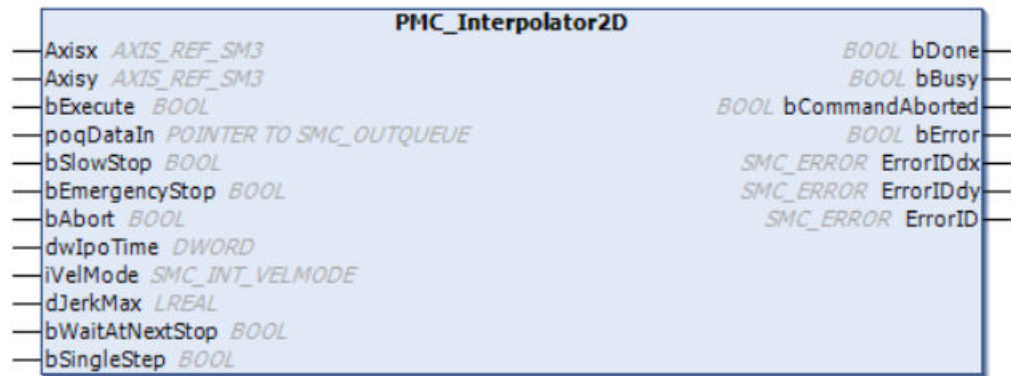 PMC_Interpolator2D
Axisx AXIS_REF_SM3 BOOL bDone
Axisy AXIS_REF_SM3 BOOL bBusy
bExecute BOOL BOOL bCommandAborted
poqDataIn POINTER TO SMC_OUTQUEUE BOOL bError
bSlowStop BOOL SMC_ERROR ErrorIDdx
bEmergencyStop BOOL SMC_ERROR ErrorIDdy
bAbort BOOL SMC_ERROR ErrorID
dwIpoTime DWORD
iVelMode SMC_INT_VELMODE
dJerkMax LREAL
bWaitAtNextStop BOOL
bSingleStep BOOL